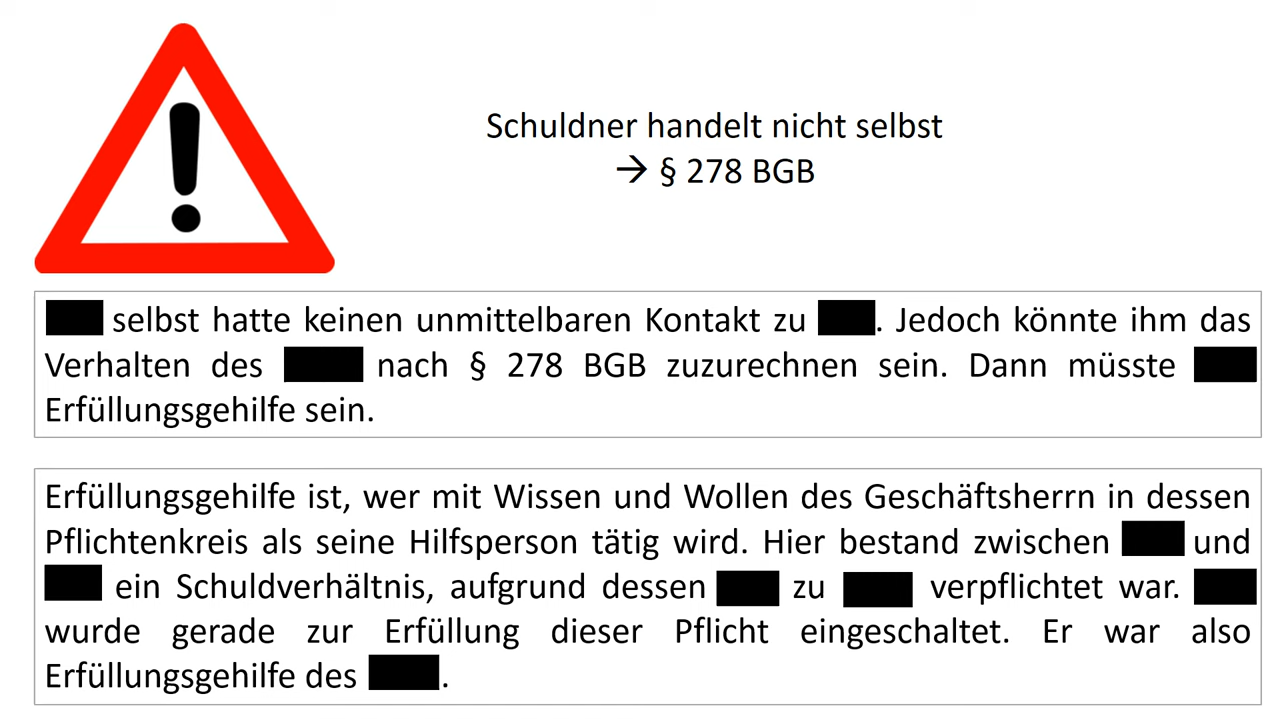 Schuldner handelt nicht selbst
→ § 278 BGB
selbst hatte keinen unmittelbaren Kontakt zu . Jedoch könnte ihm das
Verhalten des nach § 278 BGB zuzurechnen sein. Dann müsste
Erfüllungsgehilfe sein.
Erfüllungsgehilfe ist, wer mit Wissen und Wollen des Geschäftsherrn in dessen
Pflichtenkreis als seine Hilfsperson tätig wird. Hier bestand zwischen und
ein Schuldverhältnis, aufgrund dessen zu verpflichtet war.
wurde gerade zur Erfüllung dieser Pflicht eingeschaltet. Er war also
Erfüllungsgehilfe des .